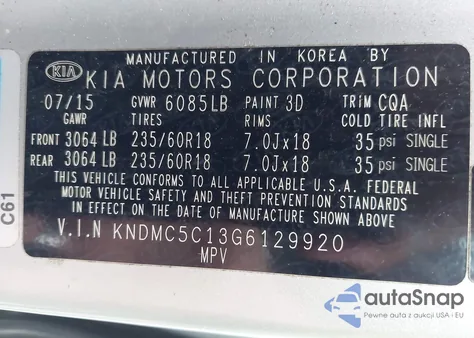 MANUFACTURED IN KOREA BY
KIA KIA MOTORS CORPORATION
07/15 GVWR 6085LB PAINT 3D TRIM CQA
GAWR TIRES RIMS COLD TIRE INFL
FRONT 3064 LB 235/60R18 7.0Jx18 35 psi SINGLE
REAR 3064 LB 235/60R18 7.0Jx18 35 psi SINGLE
THIS VEHICLE CONFORMS TO ALL APPLICABLE U.S.A. FEDERAL
MOTOR VEHICLE SAFETY AND THEFT PREVENTION STANDARDS
IN EFFECT ON THE DATE OF MANUFACTURE SHOWN ABOVE.
V.I.N KNDMC5C13G6129920
MPV
C61
autoSnap
Pewne auta z aukcji USA i EU